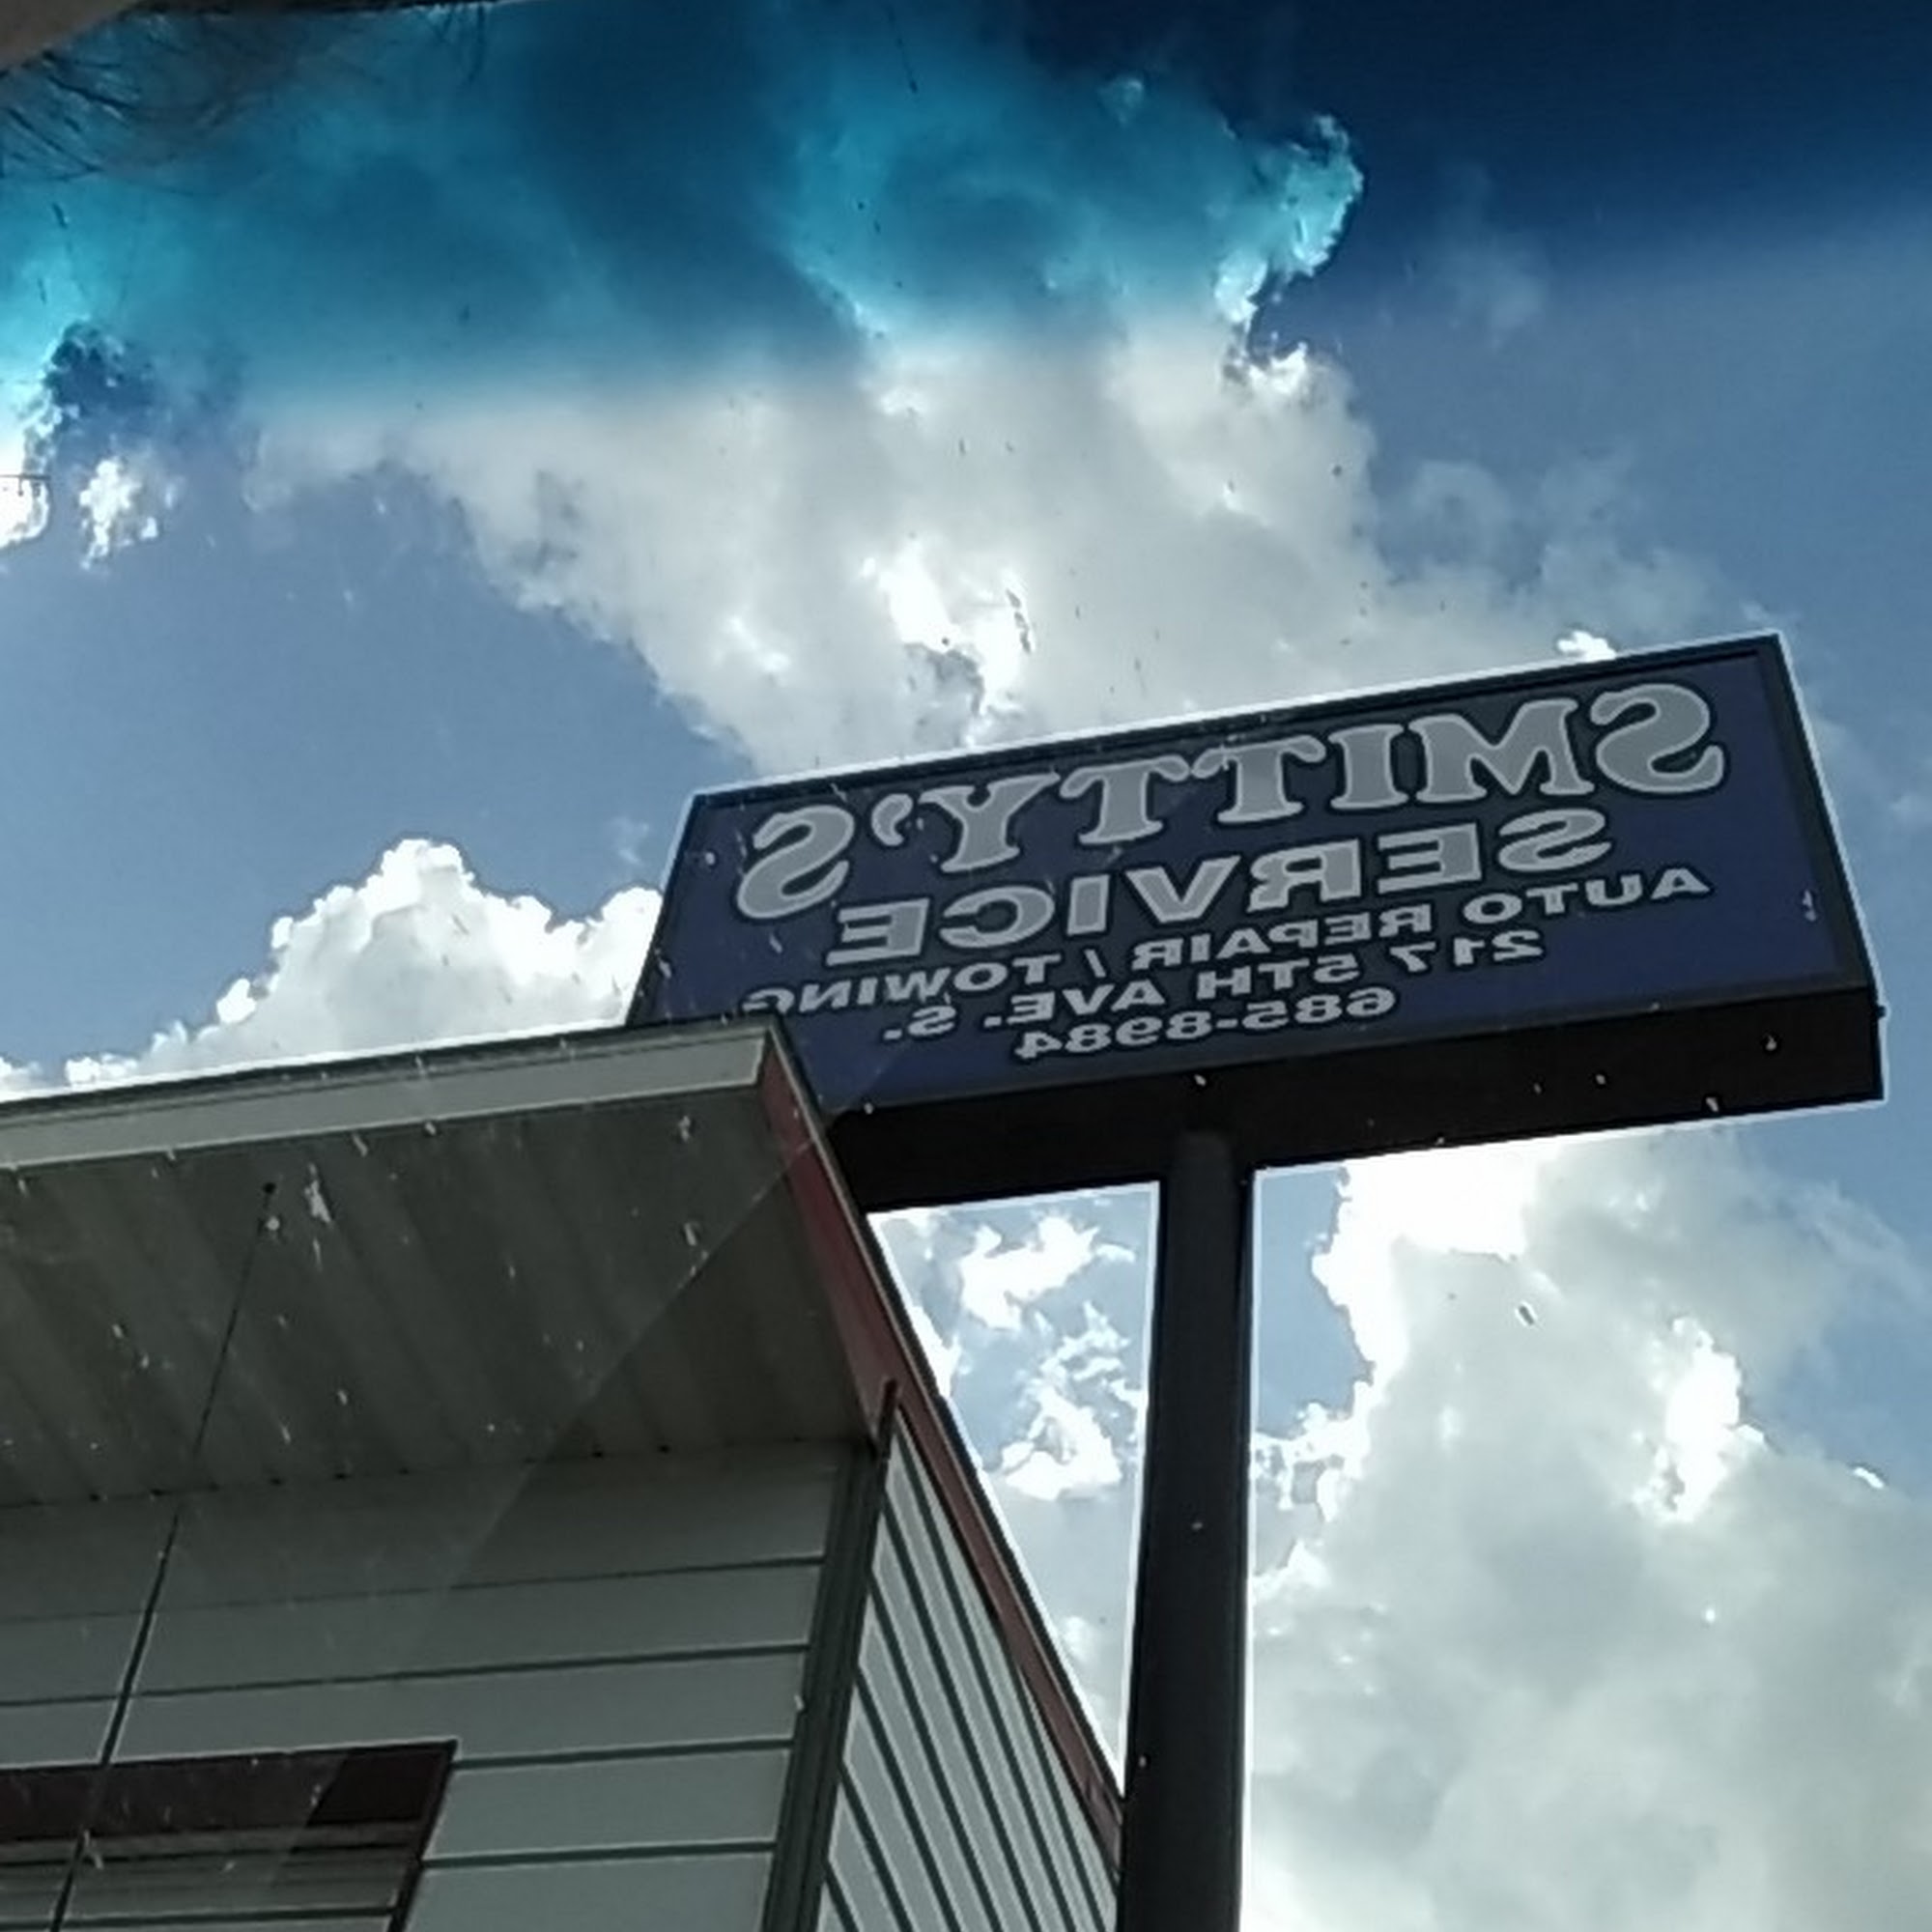 SMITTY'S
SERVICE
AUTO REPAIR / TOWING
217 5TH AVE. S.
685-8984